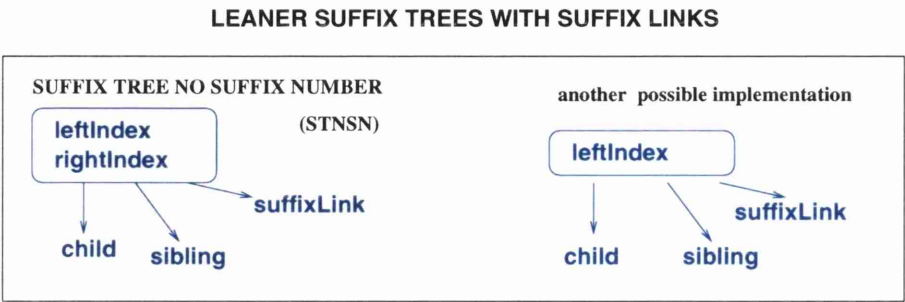 LEANER SUFFIX TREES WITH SUFFIX LINKS
SUFFIX TREE NO SUFFIX NUMBER
(STNSN)
leftIndex
rightIndex
suffixLink
child
sibling
another possible implementation
leftIndex
suffixLink
child
sibling